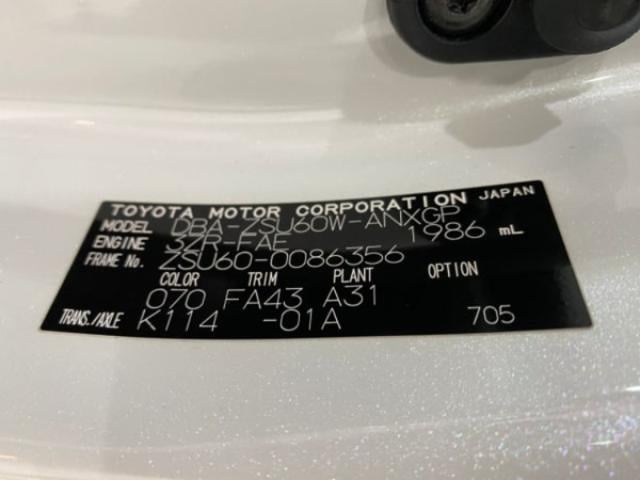 TOYOTA MOTOR CORPORATION JAPAN
MODEL DBA-ZSU60W-ANXGP
ENGINE 3ZR-FAE 1986 mL
FRAME No. ZSU60-0086356
COLOR TRIM PLANT OPTION
070 FA43 A31
TRANS./AXLE K114 -01A 705